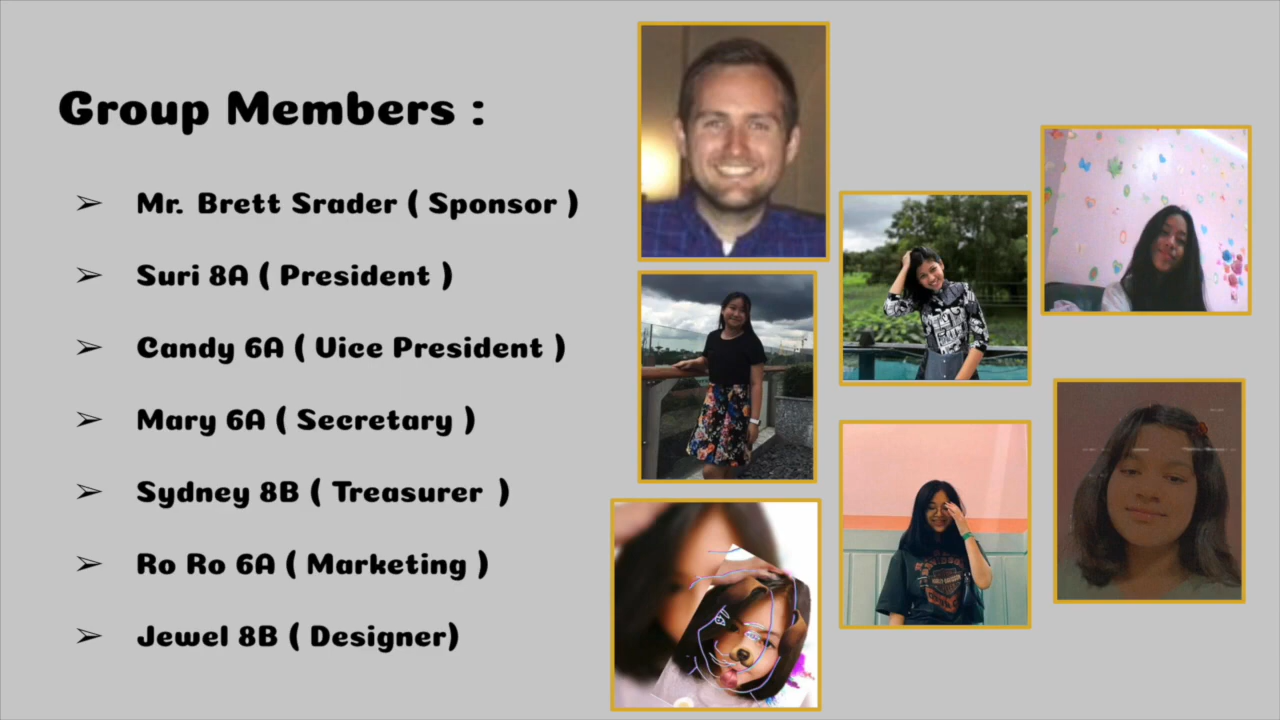 Group Members :
➢ Mr. Brett Srader ( Sponsor )
➢ Suri 8A ( President )
➢ Candy 6A ( Vice President )
➢ Mary 6A ( Secretary )
➢ Sydney 8B ( Treasurer )
➢ Ro Ro 6A ( Marketing )
➢ Jewel 8B ( Designer)